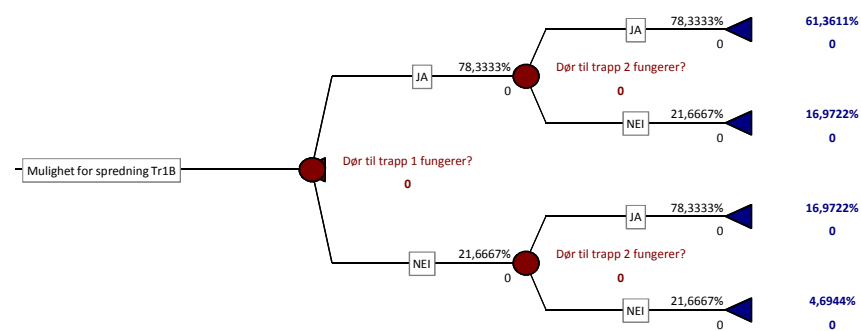 78,3333% 61,3611%
JA
0 0
78,3333% Dør til trapp 2 fungerer?
JA
0 0
21,6667% 16,9722%
NEI
0 0
Dør til trapp 1 fungerer?
Mulighet for spredning Tr1B
0
78,3333% 16,9722%
JA
0 0
21,6667% Dør til trapp 2 fungerer?
NEI
0 0
21,6667% 4,6944%
NEI
0 0